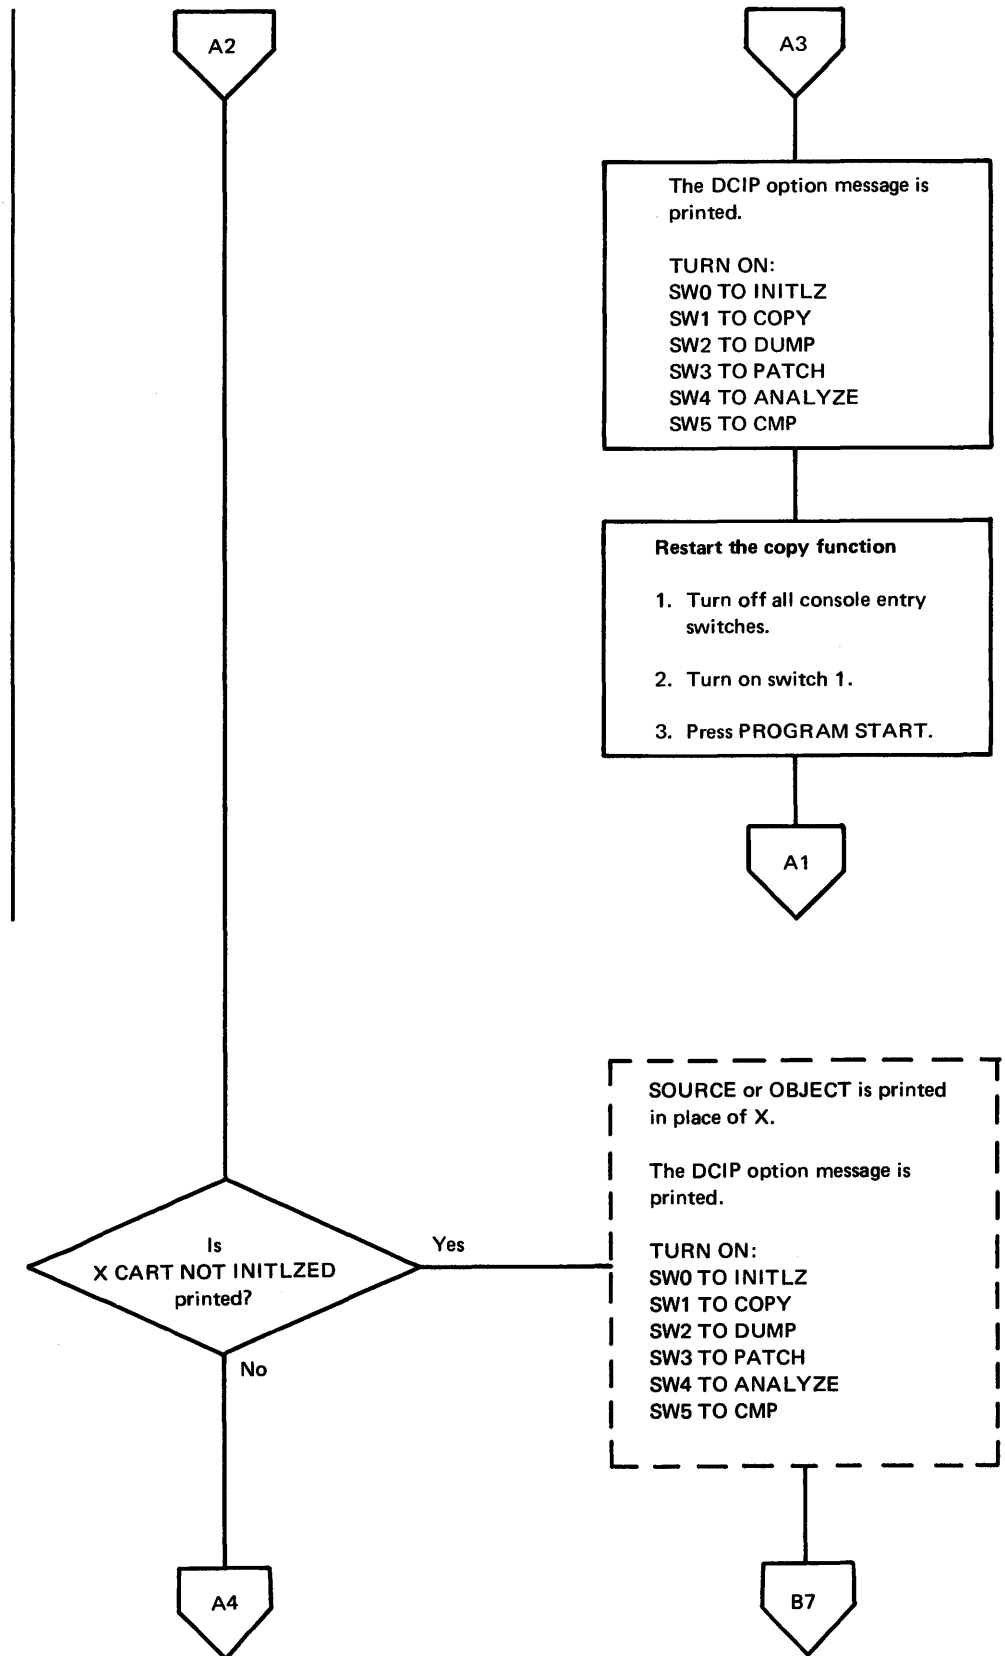 A2
A3
The DCIP option message is
printed.
TURN ON:
SW0 TO INITLZ
SW1 TO COPY
SW2 TO DUMP
SW3 TO PATCH
SW4 TO ANALYZE
SW5 TO CMP
Restart the copy function
1. Turn off all console entry
switches.
2. Turn on switch 1.
3. Press PROGRAM START.
A1
Is
X CART NOT INITLZED
printed?
Yes
No
SOURCE or OBJECT is printed
in place of X.
The DCIP option message is
printed.
TURN ON:
SW0 TO INITLZ
SW1 TO COPY
SW2 TO DUMP
SW3 TO PATCH
SW4 TO ANALYZE
SW5 TO CMP
A4
B7